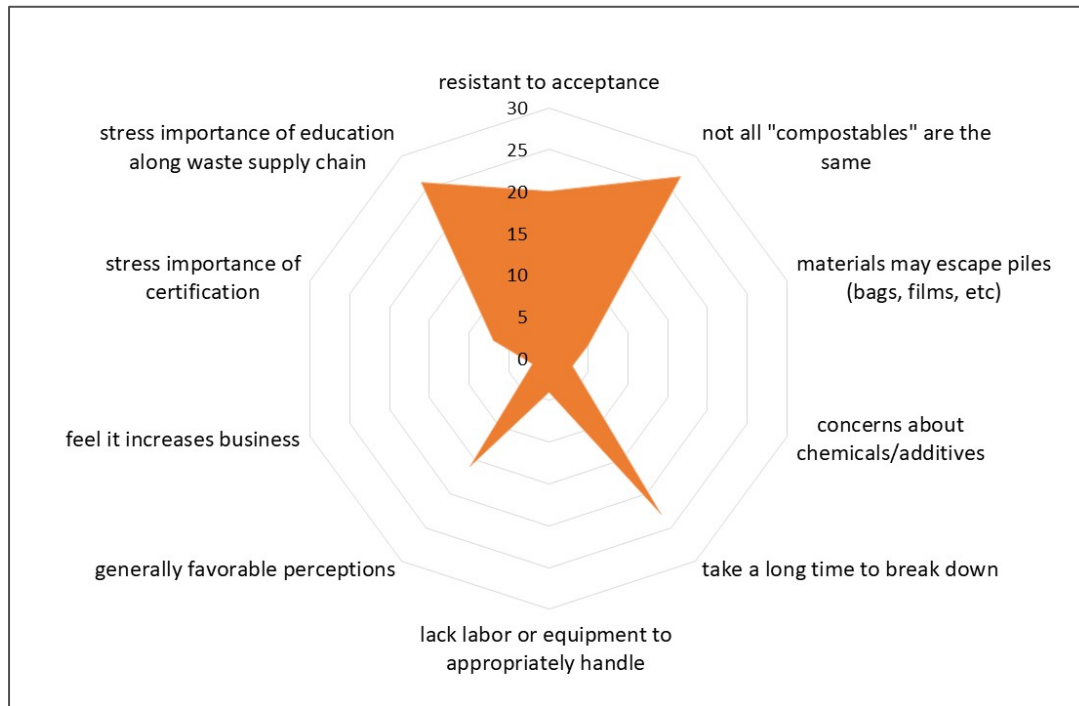 resistant to acceptance
30
25
20
15
10
5
0
not all "compostables" are the
same
materials may escape piles
(bags, films, etc)
concerns about
chemicals/additives
take a long time to break down
lack labor or equipment to
appropriately handle
generally favorable perceptions
feel it increases business
stress importance of
certification
stress importance of education
along waste supply chain